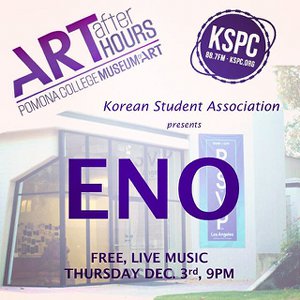 ART after
HOURS
POMONA COLLEGE MUSEUM OF ART
KSPC
88.7FM · KSPC.ORG
Korean Student Association
presents
ENO
Los Angeles
FREE, LIVE MUSIC
THURSDAY DEC. 3rd, 9PM